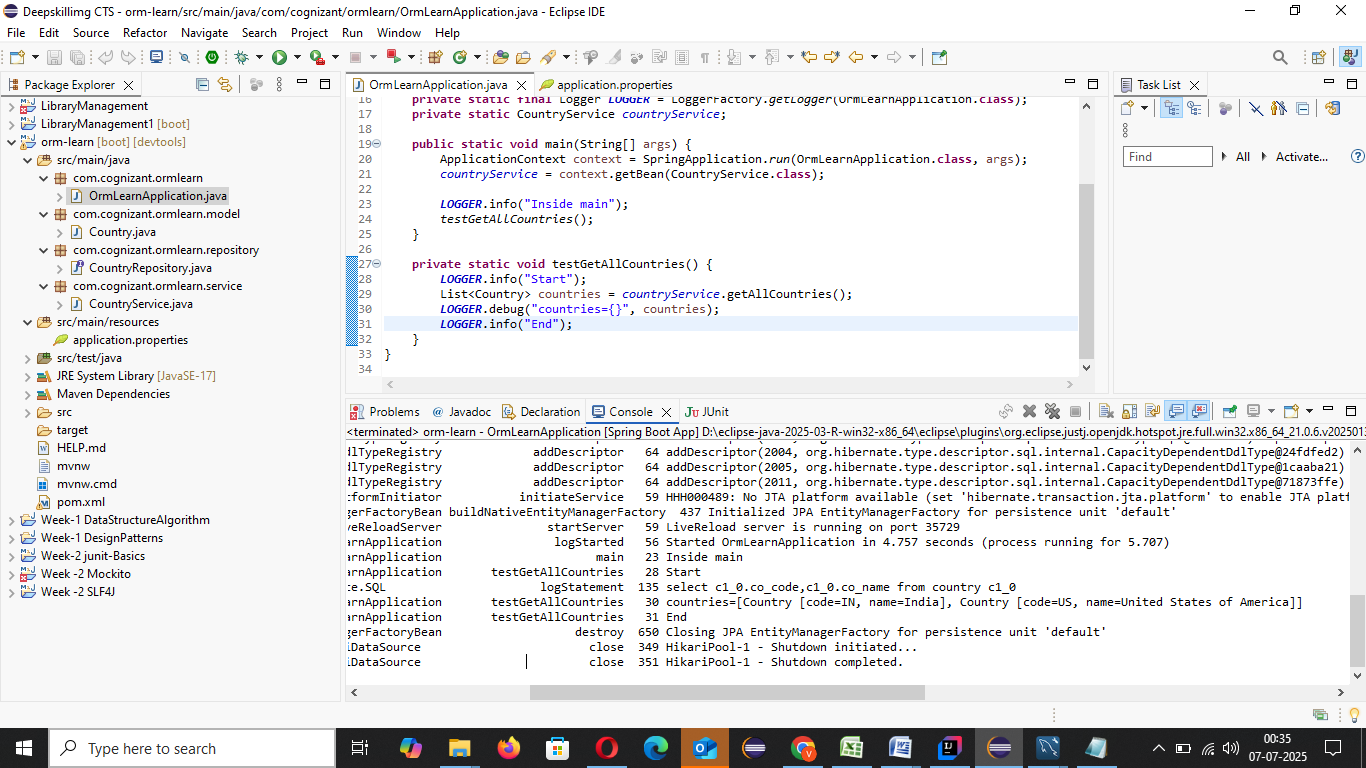 Deepskillimg CTS - orm-learn/src/main/java/com/cognizant/ormlearn/OrmLearnApplication.java - Eclipse IDE
File Edit Source Refactor Navigate Search Project Run Window Help
Package Explorer
LibraryManagement
LibraryManagement1 [boot]
orm-learn [boot] [devtools]
src/main/java
com.cognizant.ormlearn
OrmLearnApplication.java
com.cognizant.ormlearn.model
Country.java
com.cognizant.ormlearn.repository
CountryRepository.java
com.cognizant.ormlearn.service
CountryService.java
src/main/resources
application.properties
src/test/java
JRE System Library [JavaSE-17]
Maven Dependencies
src
target
HELP.md
mvnw
mvnw.cmd
pom.xml
Week-1 DataStructureAlgorithm
Week-1 DesignPatterns
Week-2 junit-Basics
Week -2 Mockito
Week -2 SLF4J
OrmLearnApplication.java application.properties
16 private static final Logger LOGGER = LoggerFactory.getLogger(OrmLearnApplication.class);
17 private static CountryService countryService;
18
19 public static void main(String[] args) {
20 ApplicationContext context = SpringApplication.run(OrmLearnApplication.class, args);
21 countryService = context.getBean(CountryService.class);
22
23 LOGGER.info("Inside main");
24 testGetAllCountries();
25 }
26
27 private static void testGetAllCountries() {
28 LOGGER.info("Start");
29 List<Country> countries = countryService.getAllCountries();
30 LOGGER.debug("countries={}", countries);
31 LOGGER.info("End");
32 }
33 }
34
Task List
Find All Activate...
Problems Javadoc Declaration Console JUnit
<terminated> orm-learn - OrmLearnApplication [Spring Boot App] D:\eclipse-java-2025-03-R-win32-x86_64\eclipse\plugins\org.eclipse.justj.openjdk.hotspot.jre.full.win32.x86_64_21.0.6.v2025013
dlTypeRegistry addDescriptor 64 addDescriptor(2004, org.hibernate.type.descriptor.sql.internal.CapacityDependentDdlType@24fdfed2)
dlTypeRegistry addDescriptor 64 addDescriptor(2005, org.hibernate.type.descriptor.sql.internal.CapacityDependentDdlType@1caaba21)
dlTypeRegistry addDescriptor 64 addDescriptor(2011, org.hibernate.type.descriptor.sql.internal.CapacityDependentDdlType@71873ffe)
tformInitiator initiateService 59 HHH000489: No JTA platform available (set 'hibernate.transaction.jta.platform' to enable JTA platf
gerFactoryBean buildNativeEntityManagerFactory 437 Initialized JPA EntityManagerFactory for persistence unit 'default'
veReloadServer startServer 59 LiveReload server is running on port 35729
arnApplication logStarted 56 Started OrmLearnApplication in 4.757 seconds (process running for 5.707)
arnApplication main 23 Inside main
arnApplication testGetAllCountries 28 Start
te.SQL logStatement 135 select c1_0.co_code,c1_0.co_name from country c1_0
arnApplication testGetAllCountries 30 countries=[Country [code=IN, name=India], Country [code=US, name=United States of America]]
arnApplication testGetAllCountries 31 End
gerFactoryBean destroy 650 Closing JPA EntityManagerFactory for persistence unit 'default'
iDataSource close 349 HikariPool-1 - Shutdown initiated...
iDataSource close 351 HikariPool-1 - Shutdown completed.
Type here to search
00:35
07-07-2025